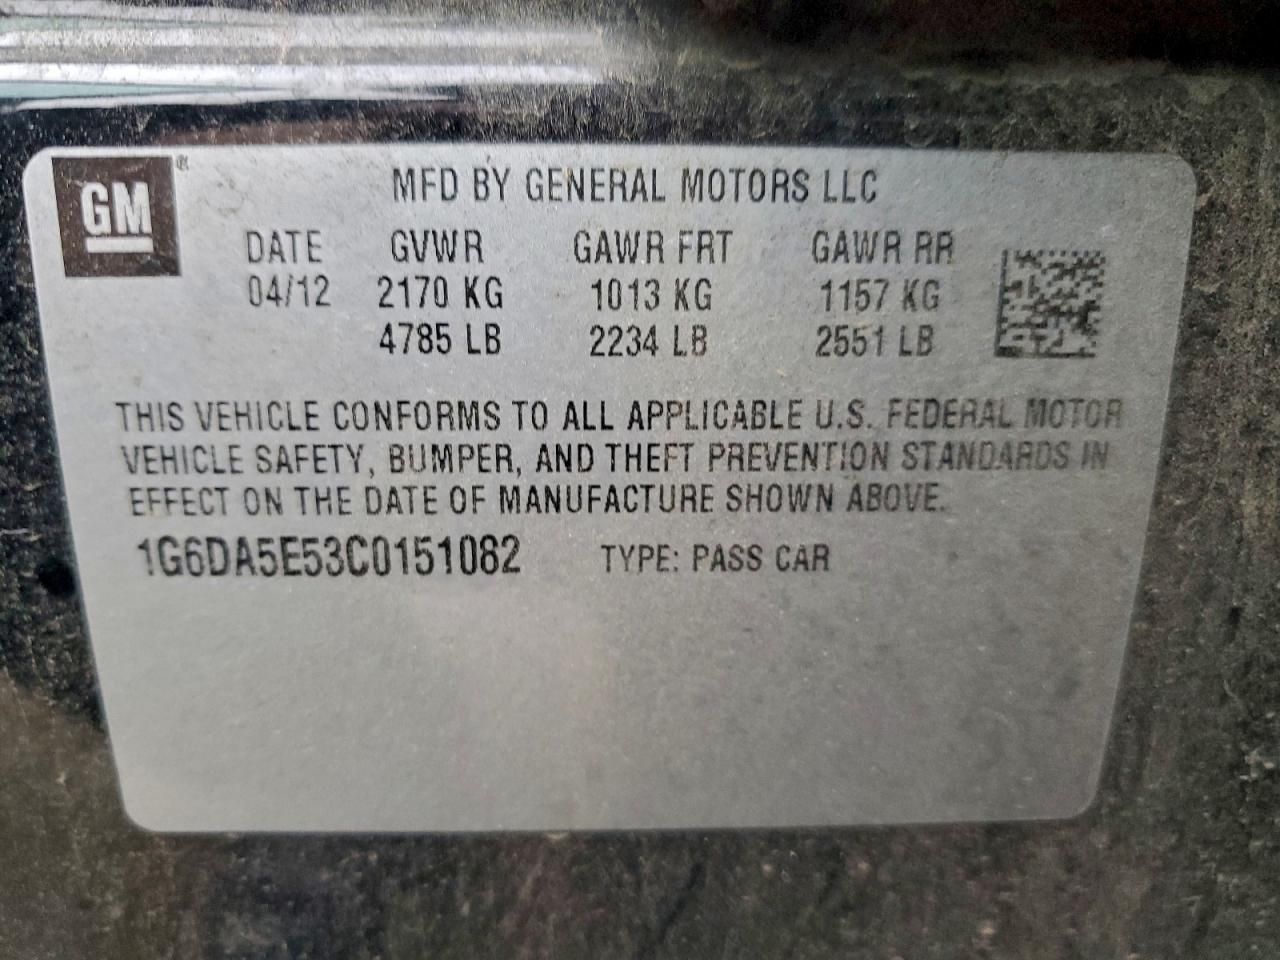 GM®
MFD BY GENERAL MOTORS LLC
DATE GVWR GAWR FRT GAWR RR
04/12 2170 KG 1013 KG 1157 KG
4785 LB 2234 LB 2551 LB
THIS VEHICLE CONFORMS TO ALL APPLICABLE U.S. FEDERAL MOTOR
VEHICLE SAFETY, BUMPER, AND THEFT PREVENTION STANDARDS IN
EFFECT ON THE DATE OF MANUFACTURE SHOWN ABOVE.
1G6DA5E53C0151082 TYPE: PASS CAR